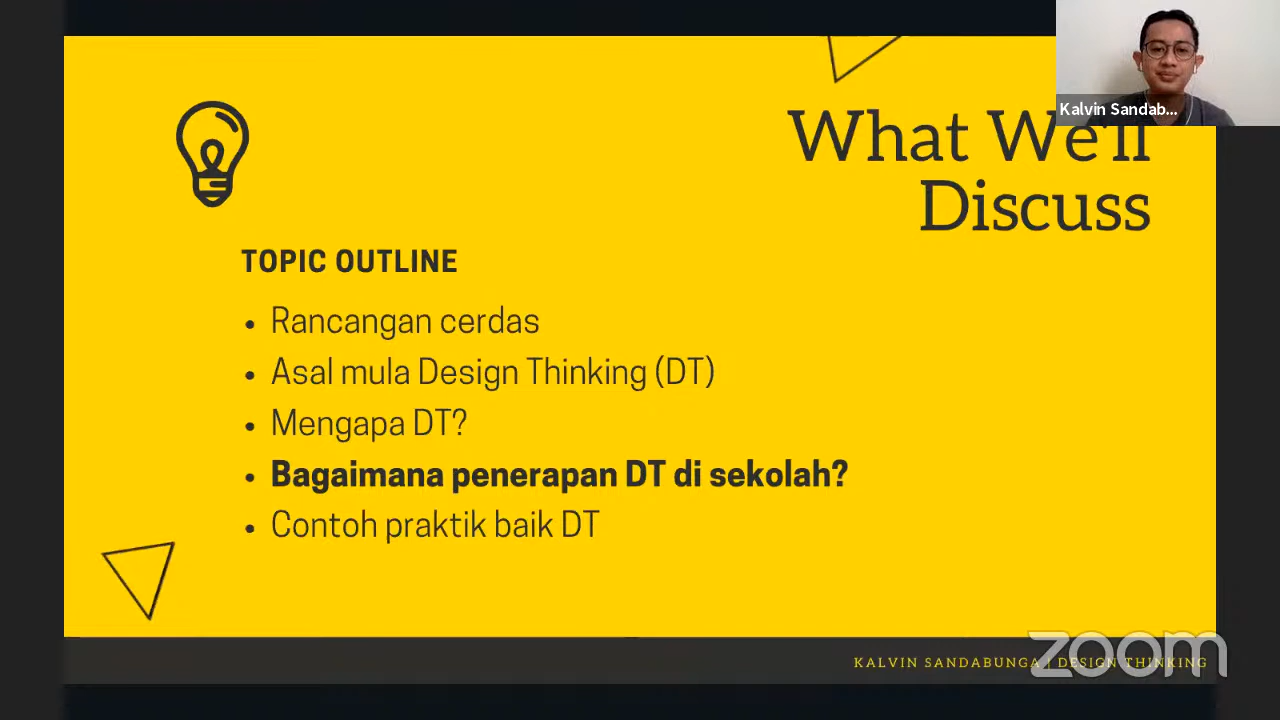 Kalvin Sandab...
What We'll
Discuss
TOPIC OUTLINE
• Rancangan cerdas
• Asal mula Design Thinking (DT)
• Mengapa DT?
• Bagaimana penerapan DT di sekolah?
• Contoh praktik baik DT
KALVIN SANDABUNGA | DESIGN THINKING
zoom